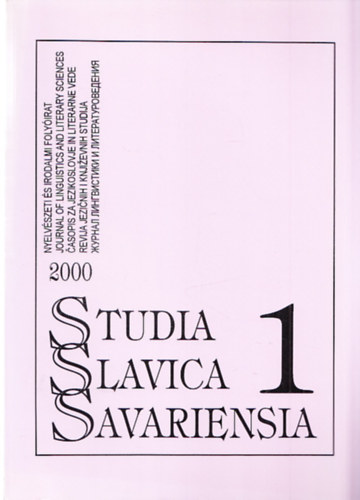 NYELVÉSZETI ÉS IRODALMI FOLYÓIRAT
JOURNAL OF LINGUISTICS AND LITERARY SCIENCES
ČASOPIS ZA JEZIKOSLOVJE IN LITERARNE VEDE
REVIJA JEZIČNIH I KNJIŽEVNIH STUDIJA
ЖУРНАЛ ЛИНГВИСТИКИ И ЛИТЕРАТУРОВЕДЕНИЯ
2000
STUDIA
SLAVICA
SAVARIENSIA
1